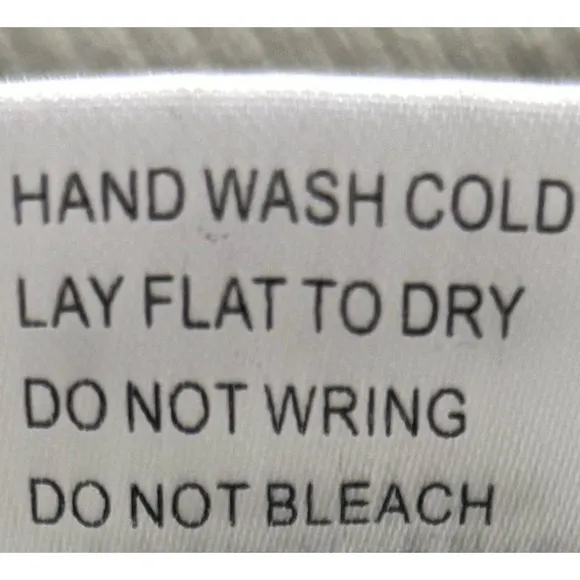 HAND WASH COLD
LAY FLAT TO DRY
DO NOT WRING
DO NOT BLEACH